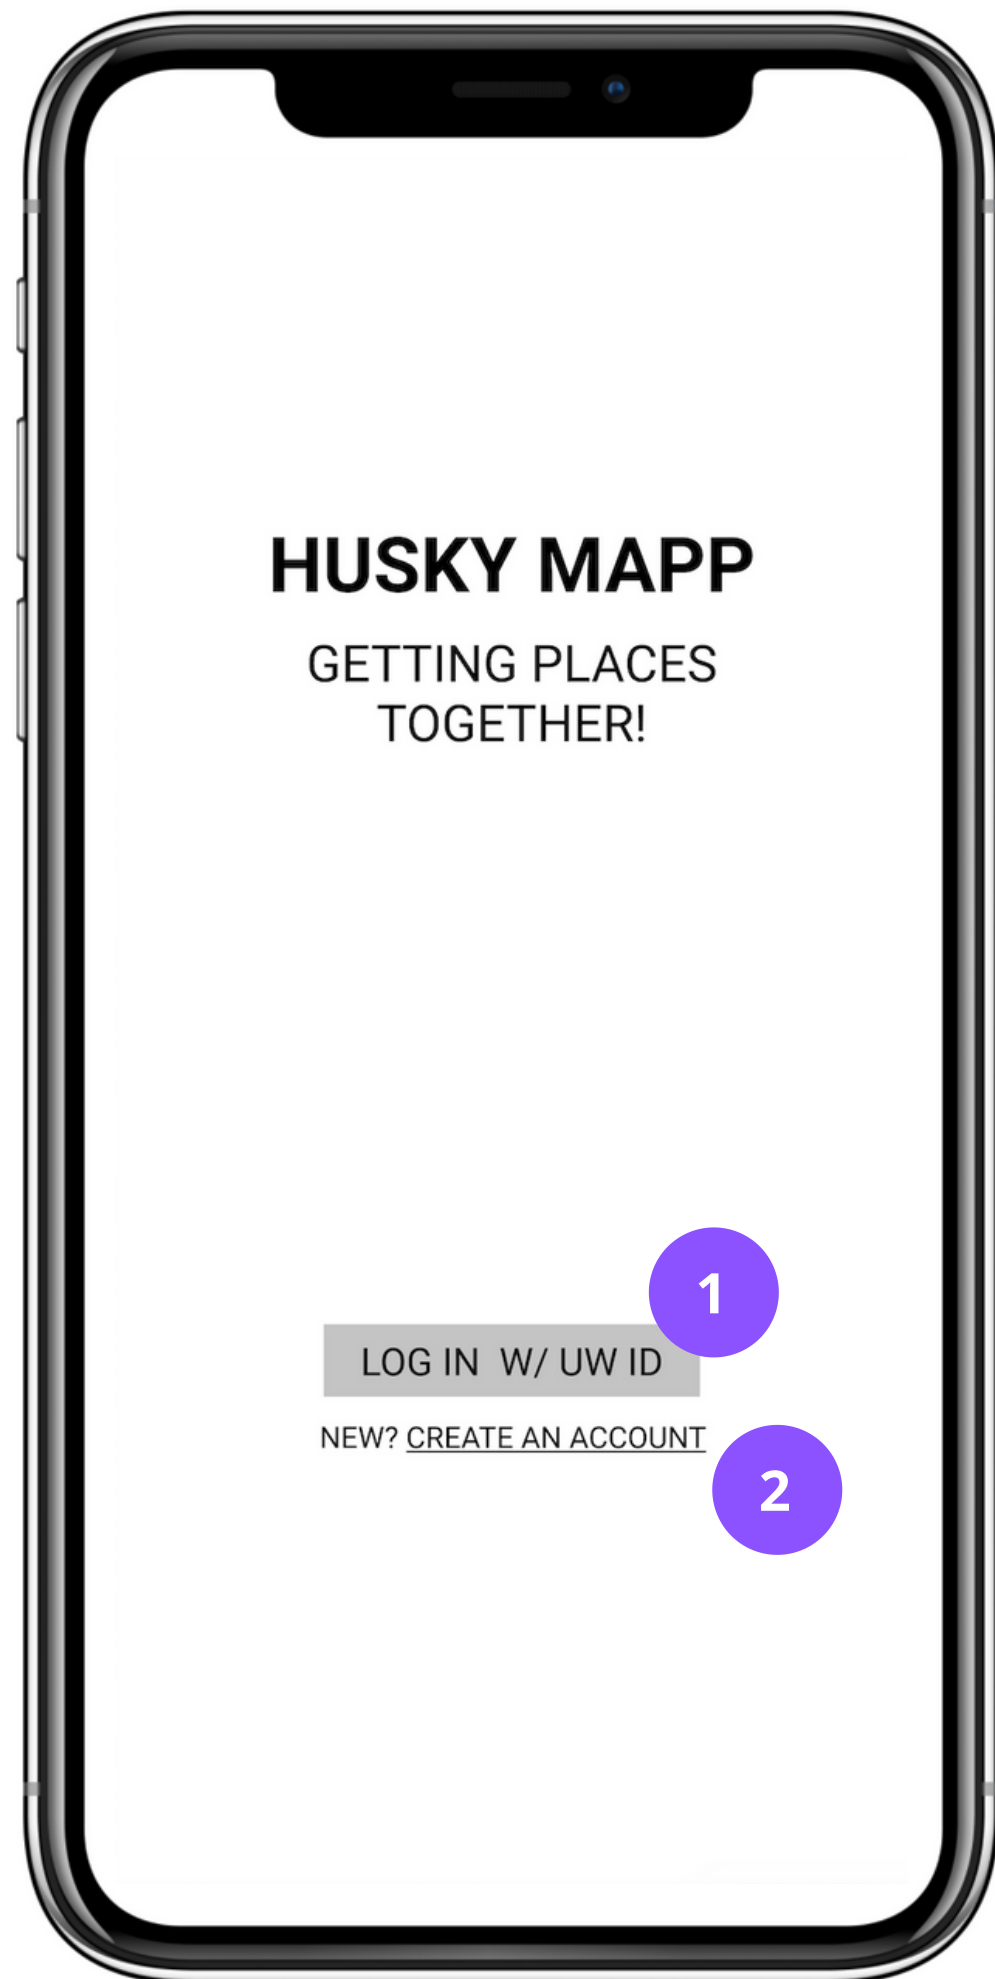 HUSKY MAPP
GETTING PLACES
TOGETHER!
1
LOG IN W/ UW ID
NEW? CREATE AN ACCOUNT
2